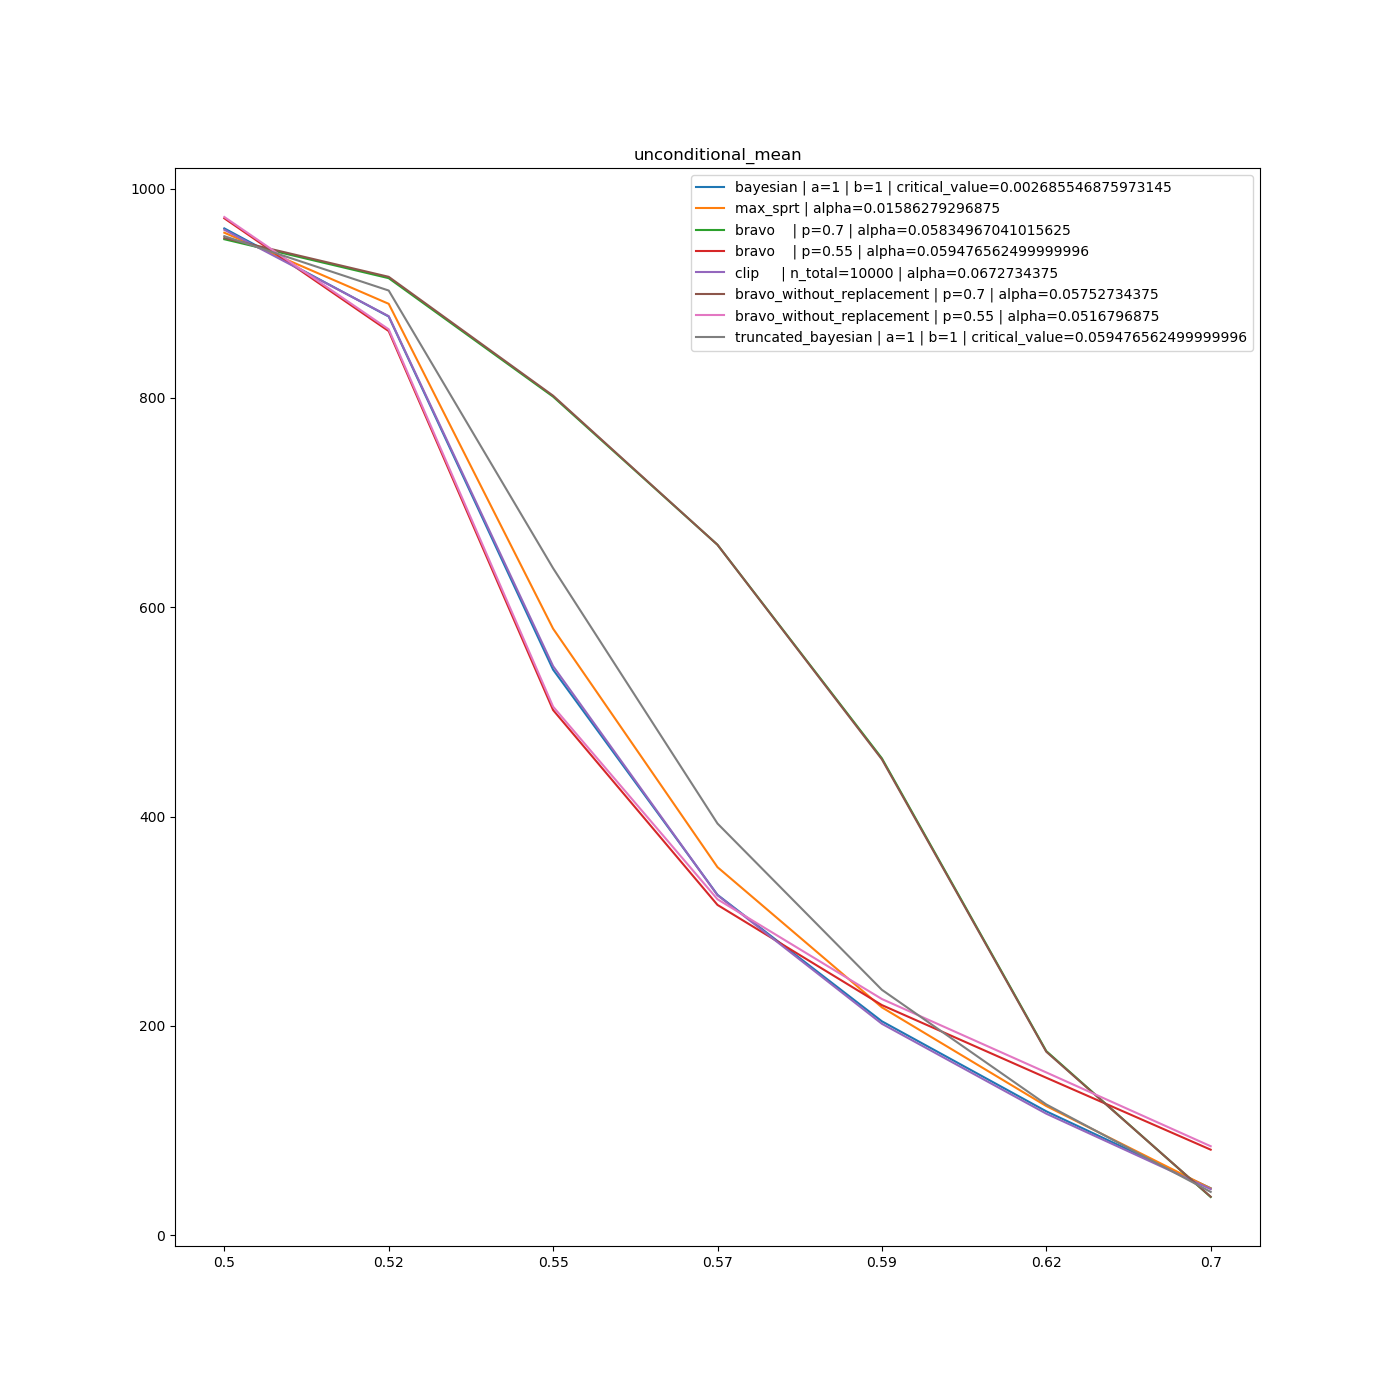 unconditional_mean
bayesian | a=1 | b=1 | critical_value=0.002685546875973145
max_sprt | alpha=0.01586279296875
bravo    | p=0.7 | alpha=0.05834967041015625
bravo    | p=0.55 | alpha=0.059476562499999996
clip     | n_total=10000 | alpha=0.0672734375
bravo_without_replacement | p=0.7 | alpha=0.05752734375
bravo_without_replacement | p=0.55 | alpha=0.0516796875
truncated_bayesian | a=1 | b=1 | critical_value=0.059476562499999996
1000
800
600
400
200
0
0.5 0.52 0.55 0.57 0.59 0.62 0.7